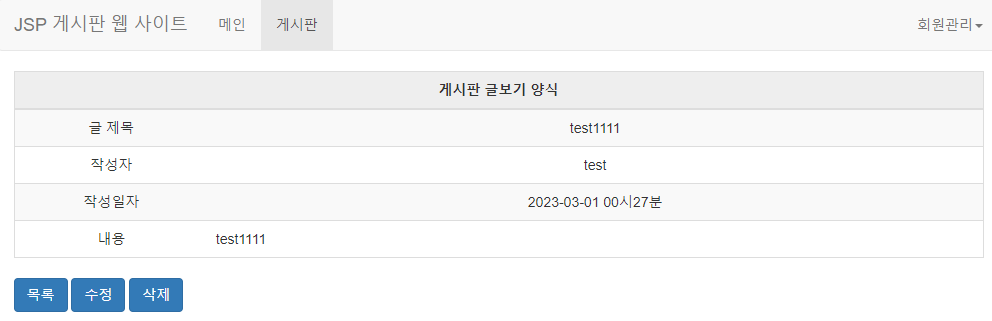 JSP 게시판 웹 사이트 메인 게시판 회원관리
게시판 글보기 양식
글 제목 test1111
작성자 test
작성일자 2023-03-01 00시27분
내용 test1111
목록 수정 삭제